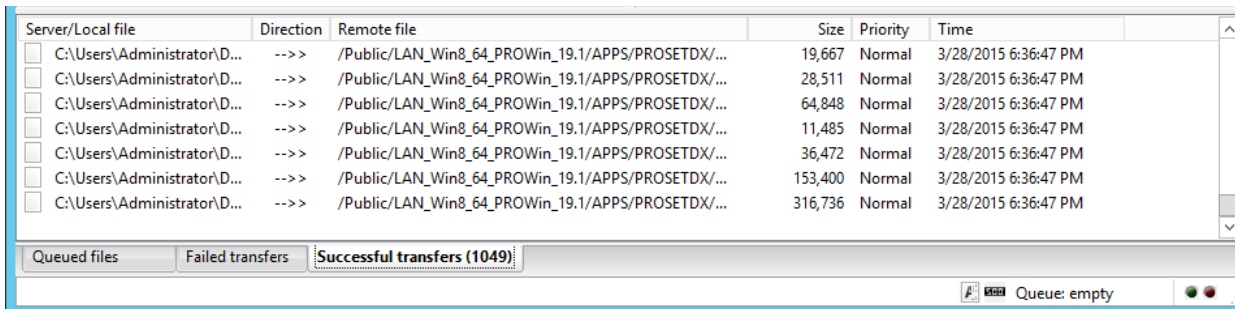 Server/Local file Direction Remote file Size Priority Time
C:\Users\Administrator\D... -->> /Public/LAN_Win8_64_PROWin_19.1/APPS/PROSETDX/... 19,667 Normal 3/28/2015 6:36:47 PM
C:\Users\Administrator\D... -->> /Public/LAN_Win8_64_PROWin_19.1/APPS/PROSETDX/... 28,511 Normal 3/28/2015 6:36:47 PM
C:\Users\Administrator\D... -->> /Public/LAN_Win8_64_PROWin_19.1/APPS/PROSETDX/... 64,848 Normal 3/28/2015 6:36:47 PM
C:\Users\Administrator\D... -->> /Public/LAN_Win8_64_PROWin_19.1/APPS/PROSETDX/... 11,485 Normal 3/28/2015 6:36:47 PM
C:\Users\Administrator\D... -->> /Public/LAN_Win8_64_PROWin_19.1/APPS/PROSETDX/... 36,472 Normal 3/28/2015 6:36:47 PM
C:\Users\Administrator\D... -->> /Public/LAN_Win8_64_PROWin_19.1/APPS/PROSETDX/... 153,400 Normal 3/28/2015 6:36:47 PM
C:\Users\Administrator\D... -->> /Public/LAN_Win8_64_PROWin_19.1/APPS/PROSETDX/... 316,736 Normal 3/28/2015 6:36:47 PM
Queued files Failed transfers Successful transfers (1049)
Queue: empty